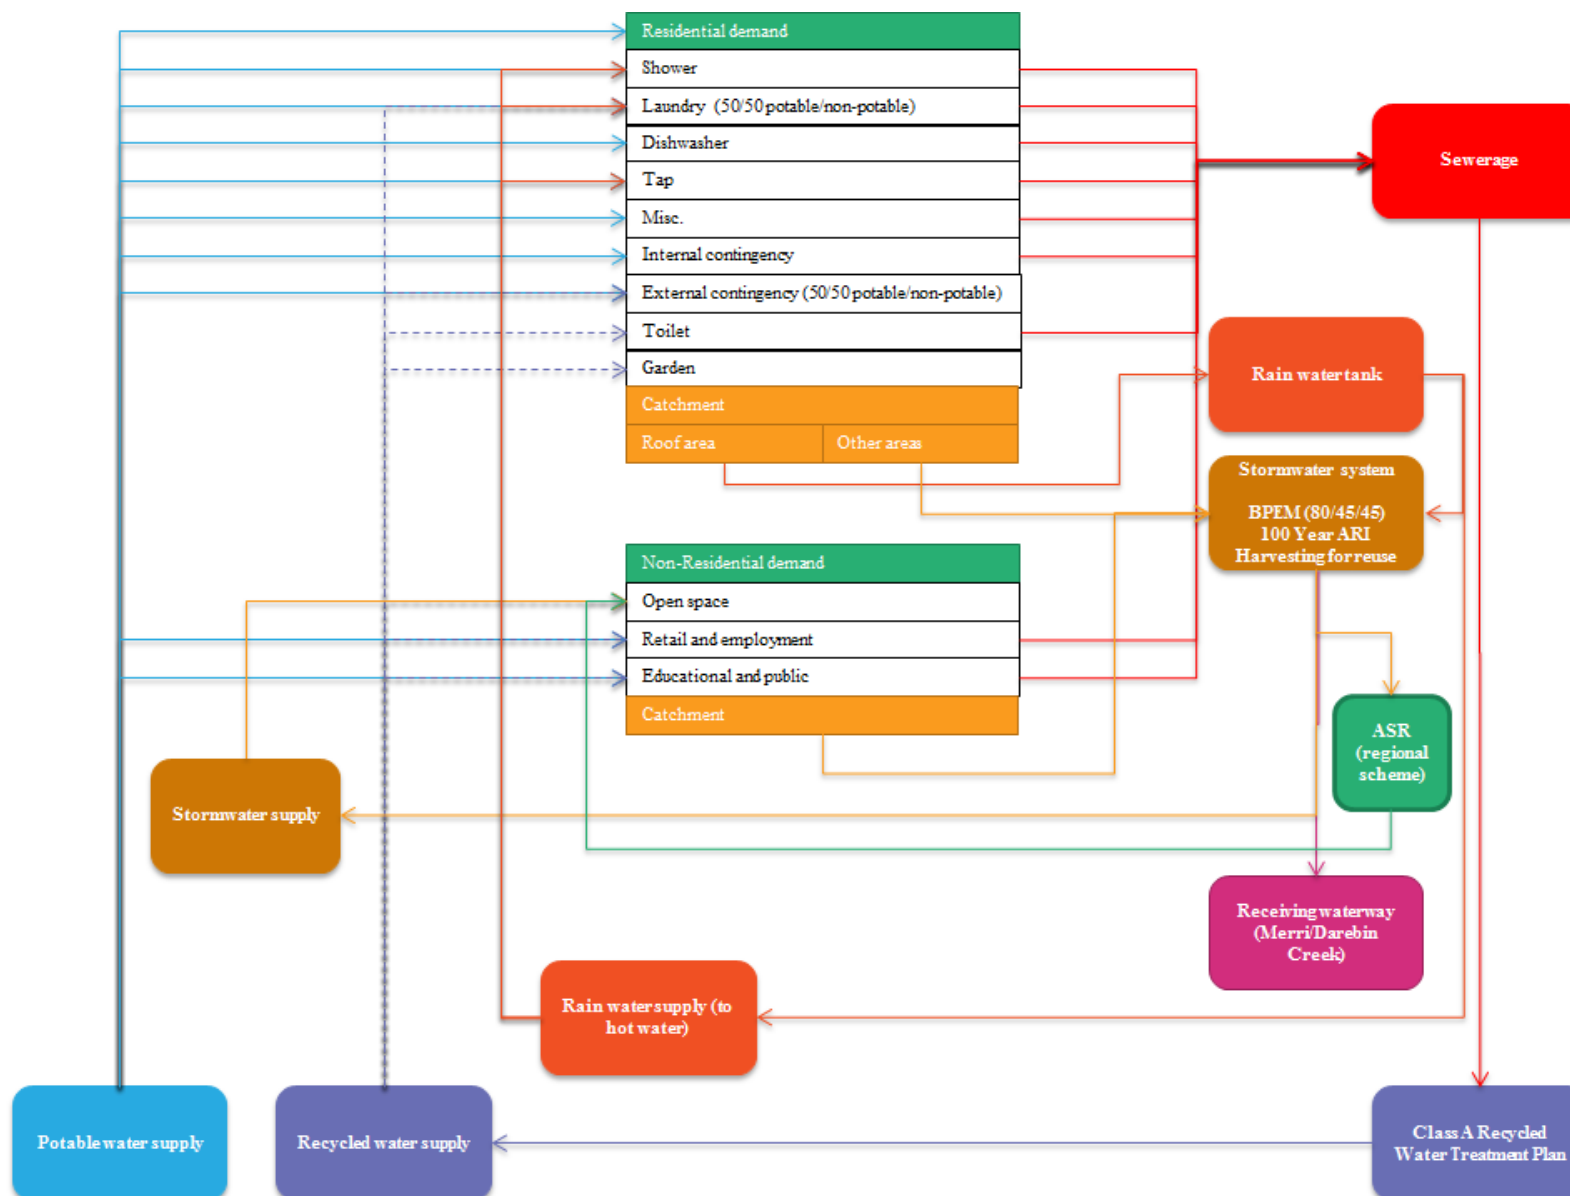 Residential demand
Shower
Laundry (50/50 potable/non-potable)
Dishwasher
Tap
Misc.
Internal contingency
External contingency (50/50 potable/non-potable)
Toilet
Garden
Catchment
Roof area
Other areas
Sewerage
Rain water tank
Stormwater system
BPEM (80/45/45)
100 Year ARI
Harvesting for reuse
Non-Residential demand
Open space
Retail and employment
Educational and public
Catchment
ASR
(regional
scheme)
Stormwater supply
Receiving waterway
(Merri/Darebin
Creek)
Rain water supply (to
hot water)
Potable water supply
Recycled water supply
Class A Recycled
Water Treatment Plan